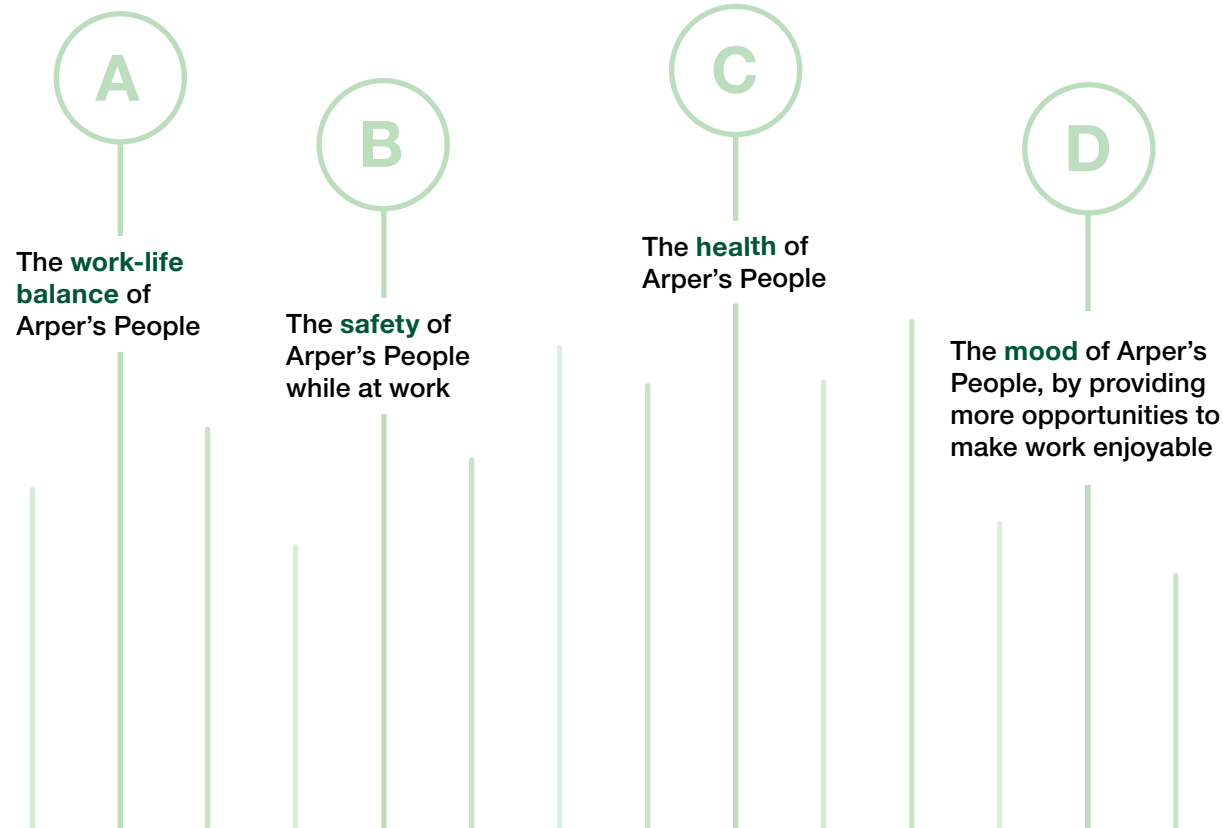 A
The work-life
balance of
Arper’s People
B
The safety of
Arper’s People
while at work
C
The health of
Arper’s People
D
The mood of Arper’s
People, by providing
more opportunities to
make work enjoyable